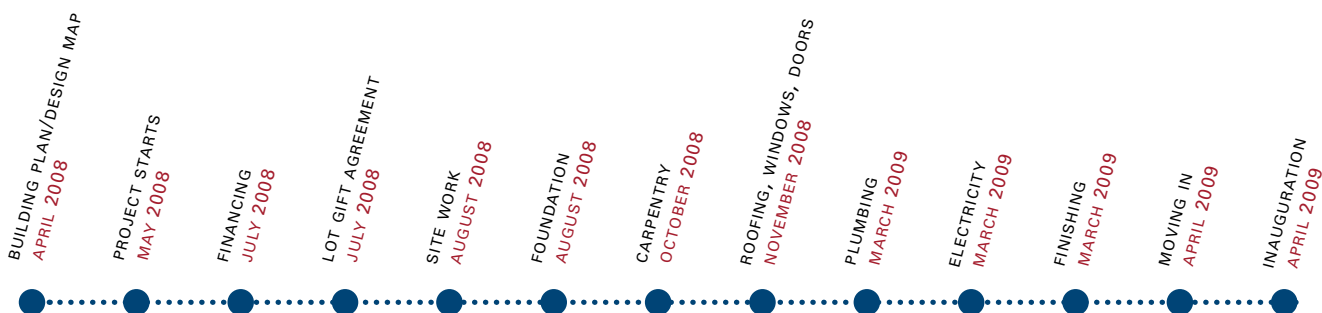 BUILDING PLAN/DESIGN MAP
APRIL 2008
PROJECT STARTS
MAY 2008
FINANCING
JULY 2008
LOT GIFT AGREEMENT
JULY 2008
SITE WORK
AUGUST 2008
FOUNDATION
AUGUST 2008
CARPENTRY
OCTOBER 2008
ROOFING, WINDOWS, DOORS
NOVEMBER 2008
PLUMBING
MARCH 2009
ELECTRICITY
MARCH 2009
FINISHING
MARCH 2009
MOVING IN
APRIL 2009
INAUGURATION
APRIL 2009